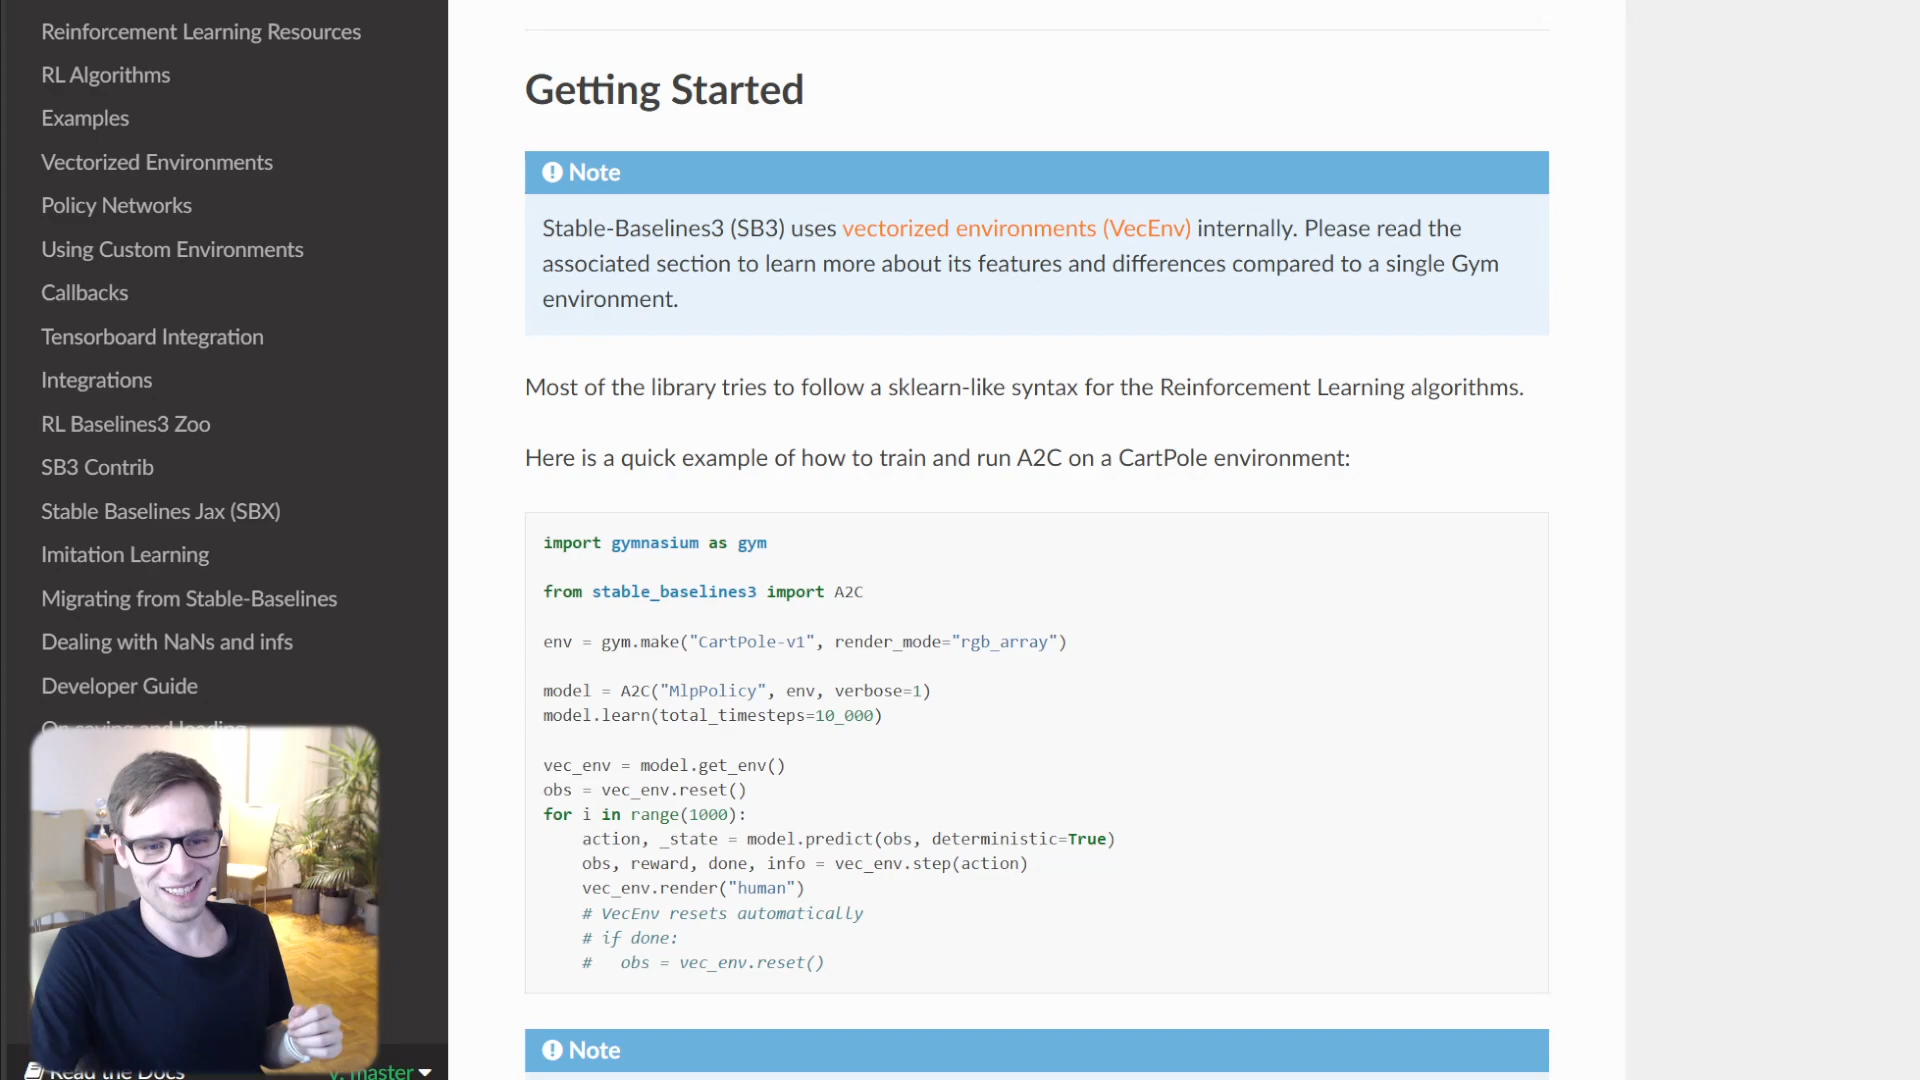 Reinforcement Learning Resources
RL Algorithms
Examples
Vectorized Environments
Policy Networks
Using Custom Environments
Callbacks
Tensorboard Integration
Integrations
RL Baselines3 Zoo
SB3 Contrib
Stable Baselines Jax (SBX)
Imitation Learning
Migrating from Stable-Baselines
Dealing with NaNs and infs
Developer Guide
On saving and loading
Read the Docs
v: master
Getting Started
Note
Stable-Baselines3 (SB3) uses vectorized environments (VecEnv) internally. Please read the
associated section to learn more about its features and differences compared to a single Gym
environment.
Most of the library tries to follow a sklearn-like syntax for the Reinforcement Learning algorithms.
Here is a quick example of how to train and run A2C on a CartPole environment:
import gymnasium as gym
from stable_baselines3 import A2C
env = gym.make("CartPole-v1", render_mode="rgb_array")
model = A2C("MlpPolicy", env, verbose=1)
model.learn(total_timesteps=10_000)
vec_env = model.get_env()
obs = vec_env.reset()
for i in range(1000):
    action, _state = model.predict(obs, deterministic=True)
    obs, reward, done, info = vec_env.step(action)
    vec_env.render("human")
    # VecEnv resets automatically
    # if done:
    #   obs = vec_env.reset()
Note